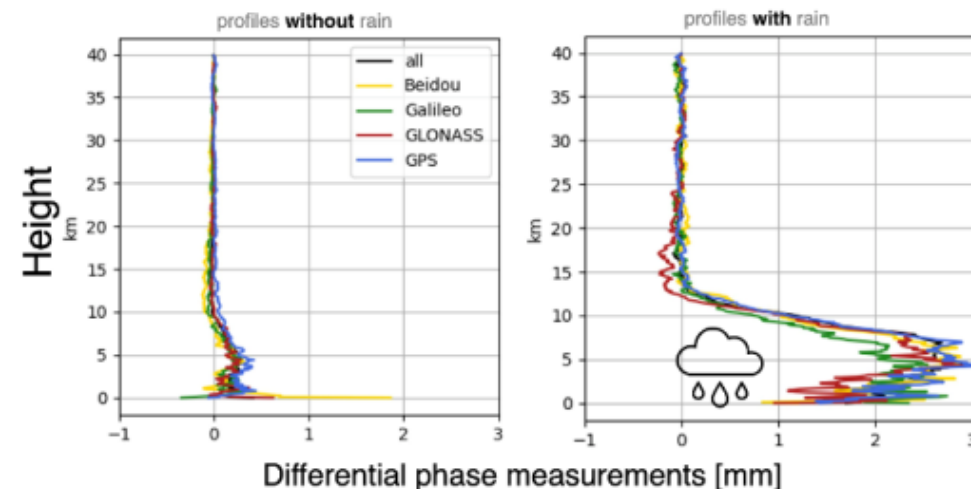 profiles without rain
profiles with rain
40
35
30
25
20
15
10
5
0
Height
km
all
Beidou
Galileo
GLONASS
GPS
−1
0
1
2
3
40
35
30
25
20
15
10
5
0
km
−1
0
1
2
3
Differential phase measurements [mm]